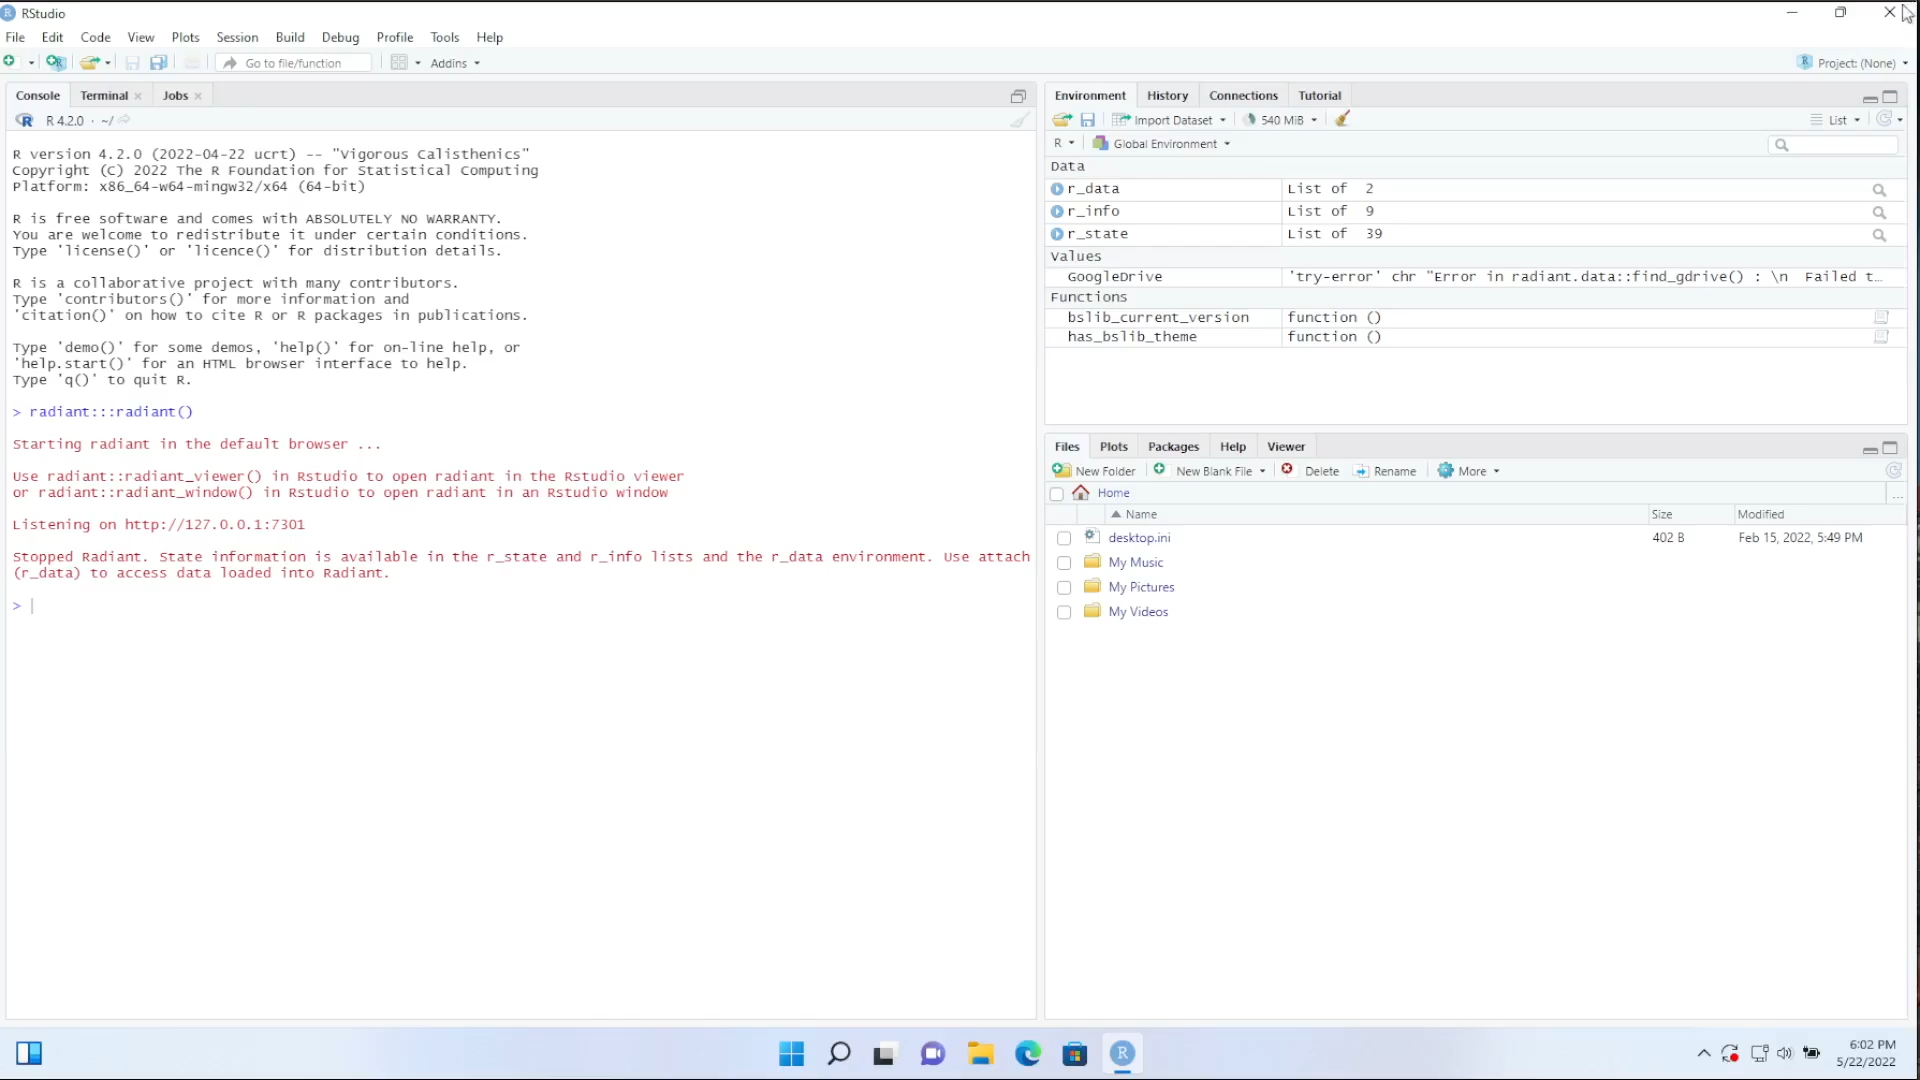 RStudio
File Edit Code View Plots Session Build Debug Profile Tools Help
Go to file/function Addins Project: (None)
Console Terminal Jobs
R 4.2.0 · ~/
R version 4.2.0 (2022-04-22 ucrt) -- "Vigorous Calisthenics"
Copyright (C) 2022 The R Foundation for Statistical Computing
Platform: x86_64-w64-mingw32/x64 (64-bit)
R is free software and comes with ABSOLUTELY NO WARRANTY.
You are welcome to redistribute it under certain conditions.
Type 'license()' or 'licence()' for distribution details.
R is a collaborative project with many contributors.
Type 'contributors()' for more information and
'citation()' on how to cite R or R packages in publications.
Type 'demo()' for some demos, 'help()' for on-line help, or
'help.start()' for an HTML browser interface to help.
Type 'q()' to quit R.
> radiant:::radiant()
Starting radiant in the default browser ...
Use radiant::radiant_viewer() in Rstudio to open radiant in the Rstudio viewer
or radiant::radiant_window() in Rstudio to open radiant in an Rstudio window
Listening on http://127.0.0.1:7301
Stopped Radiant. State information is available in the r_state and r_info lists and the r_data environment. Use attach
(r_data) to access data loaded into Radiant.
>
Environment History Connections Tutorial
Import Dataset 540 MiB List
R Global Environment
Data
r_data List of 2
r_info List of 9
r_state List of 39
Values
GoogleDrive 'try-error' chr "Error in radiant.data::find_gdrive() : \n Failed t…
Functions
bslib_current_version function ()
has_bslib_theme function ()
Files Plots Packages Help Viewer
New Folder New Blank File Delete Rename More
Home ...
Name Size Modified
desktop.ini 402 B Feb 15, 2022, 5:49 PM
My Music
My Pictures
My Videos
6:02 PM
5/22/2022